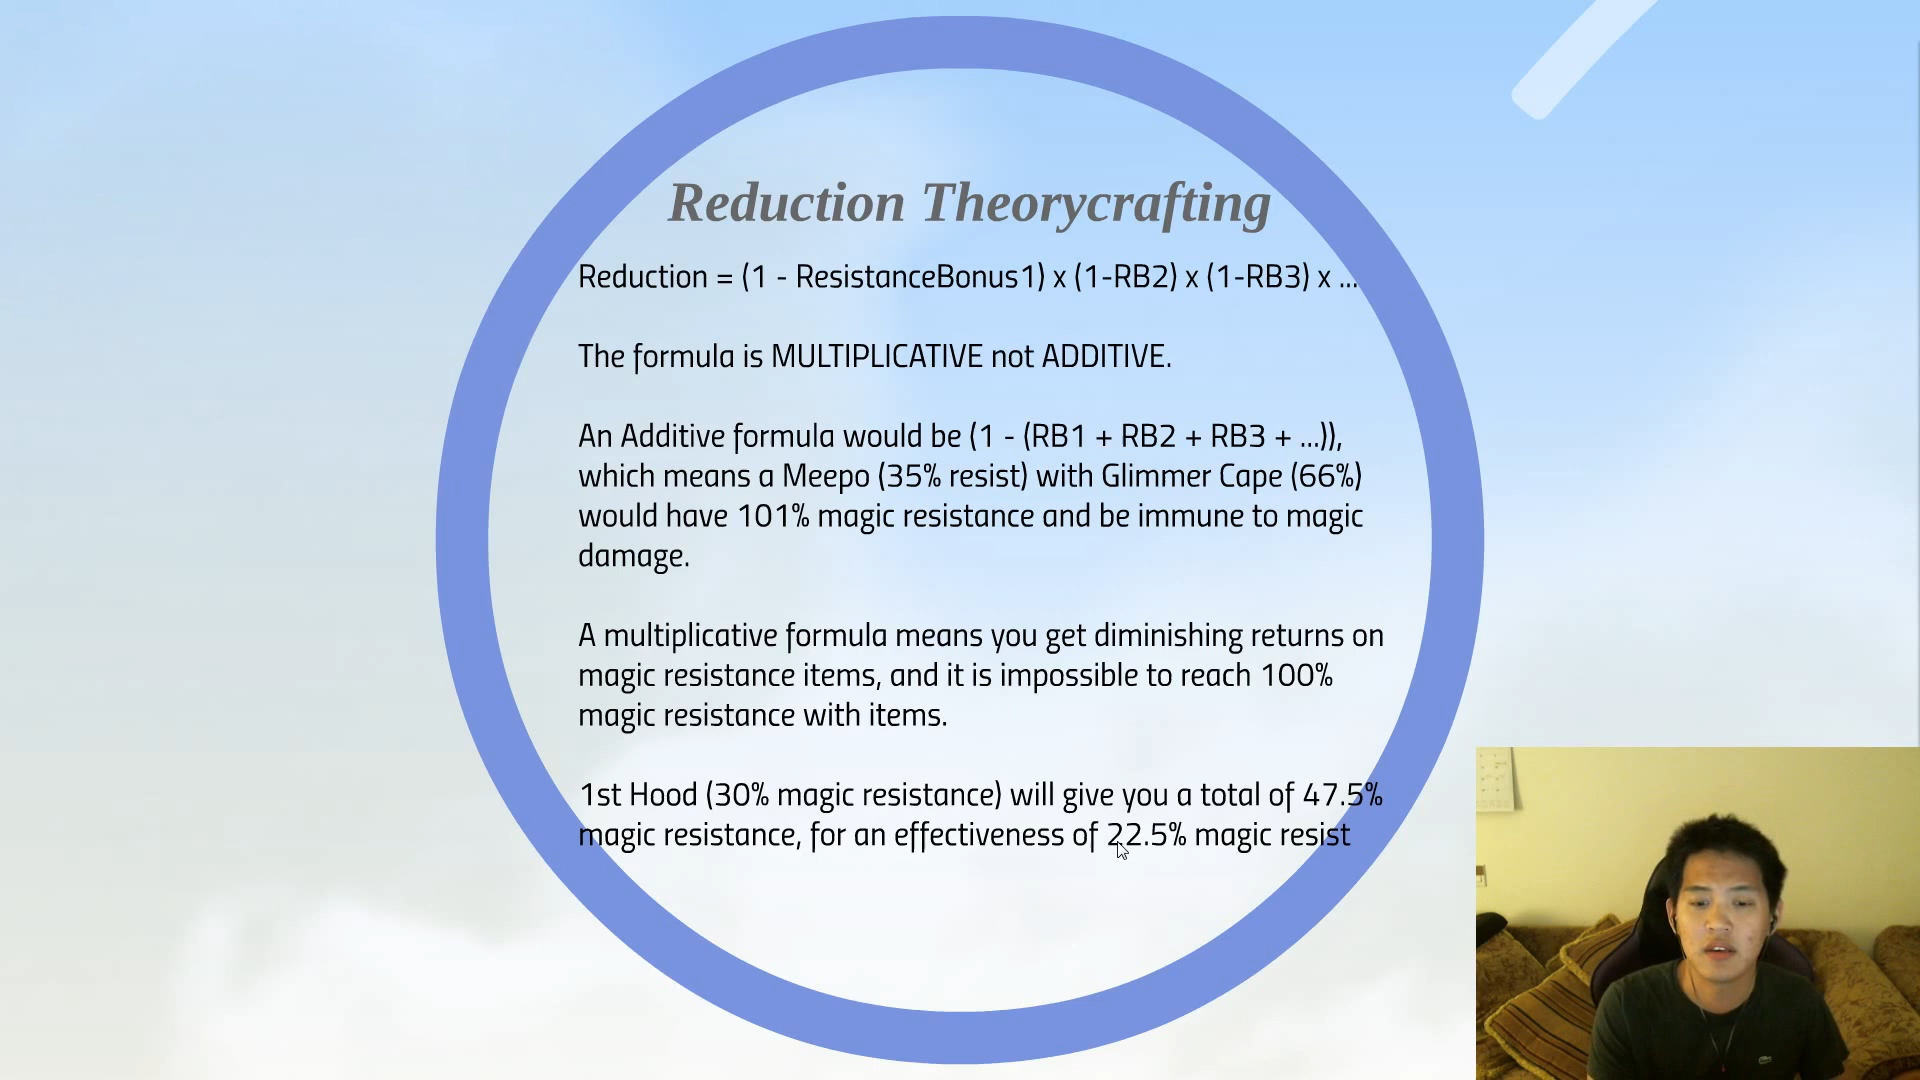 Reduction Theorycrafting
Reduction = (1 - ResistanceBonus1) x (1-RB2) x (1-RB3) x ...
The formula is MULTIPLICATIVE not ADDITIVE.
An Additive formula would be (1 - (RB1 + RB2 + RB3 + ...)),
which means a Meepo (35% resist) with Glimmer Cape (66%)
would have 101% magic resistance and be immune to magic
damage.
A multiplicative formula means you get diminishing returns on
magic resistance items, and it is impossible to reach 100%
magic resistance with items.
1st Hood (30% magic resistance) will give you a total of 47.5%
magic resistance, for an effectiveness of 22.5% magic resist